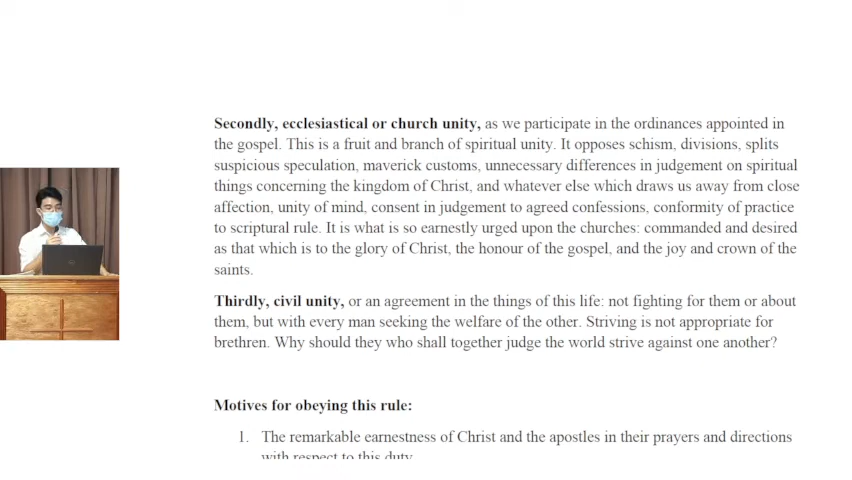 Secondly, ecclesiastical or church unity, as we participate in the ordinances appointed in
the gospel. This is a fruit and branch of spiritual unity. It opposes schism, divisions, splits
suspicious speculation, maverick customs, unnecessary differences in judgement on spiritual
things concerning the kingdom of Christ, and whatever else which draws us away from close
affection, unity of mind, consent in judgement to agreed confessions, conformity of practice
to scriptural rule. It is what is so earnestly urged upon the churches: commanded and desired
as that which is to the glory of Christ, the honour of the gospel, and the joy and crown of the
saints.
Thirdly, civil unity, or an agreement in the things of this life: not fighting for them or about
them, but with every man seeking the welfare of the other. Striving is not appropriate for
brethren. Why should they who shall together judge the world strive against one another?
Motives for obeying this rule:
1. The remarkable earnestness of Christ and the apostles in their prayers and directions
with respect to this duty